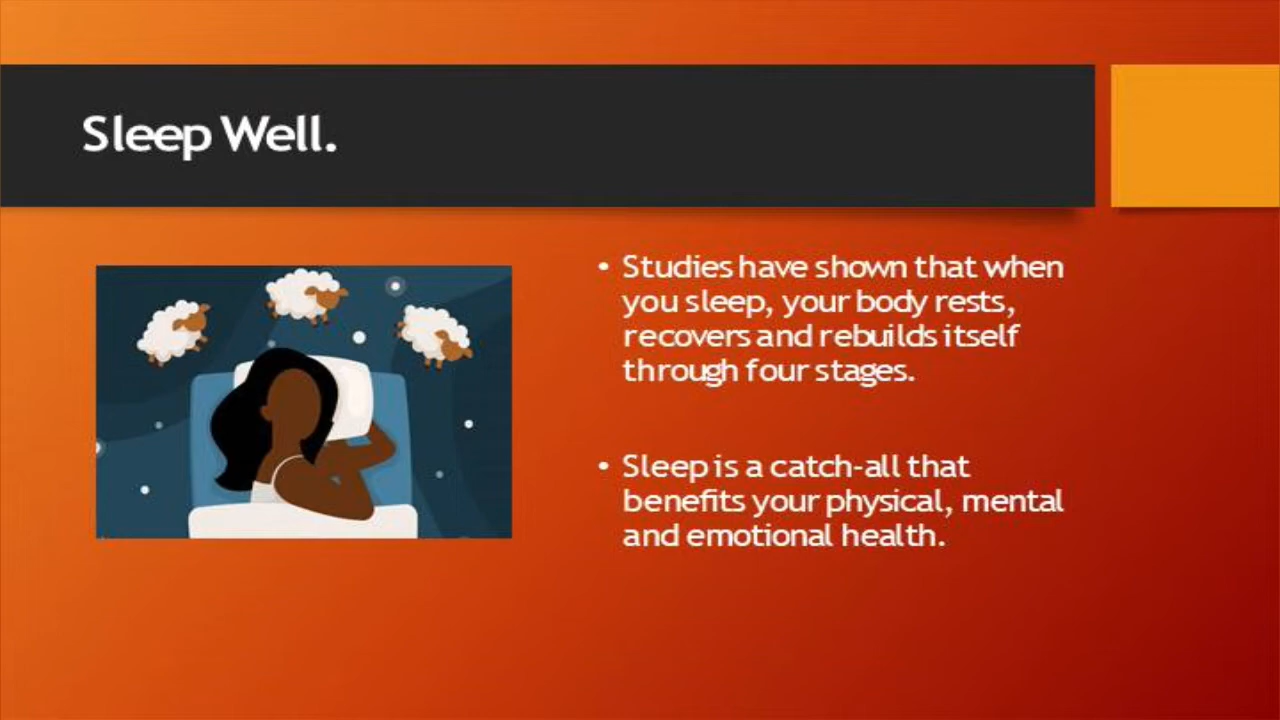 Sleep Well.
• Studies have shown that when
you sleep, your body rests,
recovers and rebuilds itself
through four stages.
• Sleep is a catch-all that
benefits your physical, mental
and emotional health.